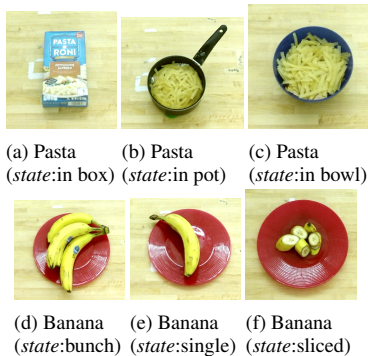 PASTA
RONI
(a) Pasta
(state:in box)
(b) Pasta
(state:in pot)
(c) Pasta
(state:in bowl)
(d) Banana
(state:bunch)
(e) Banana
(state:single)
(f) Banana
(state:sliced)